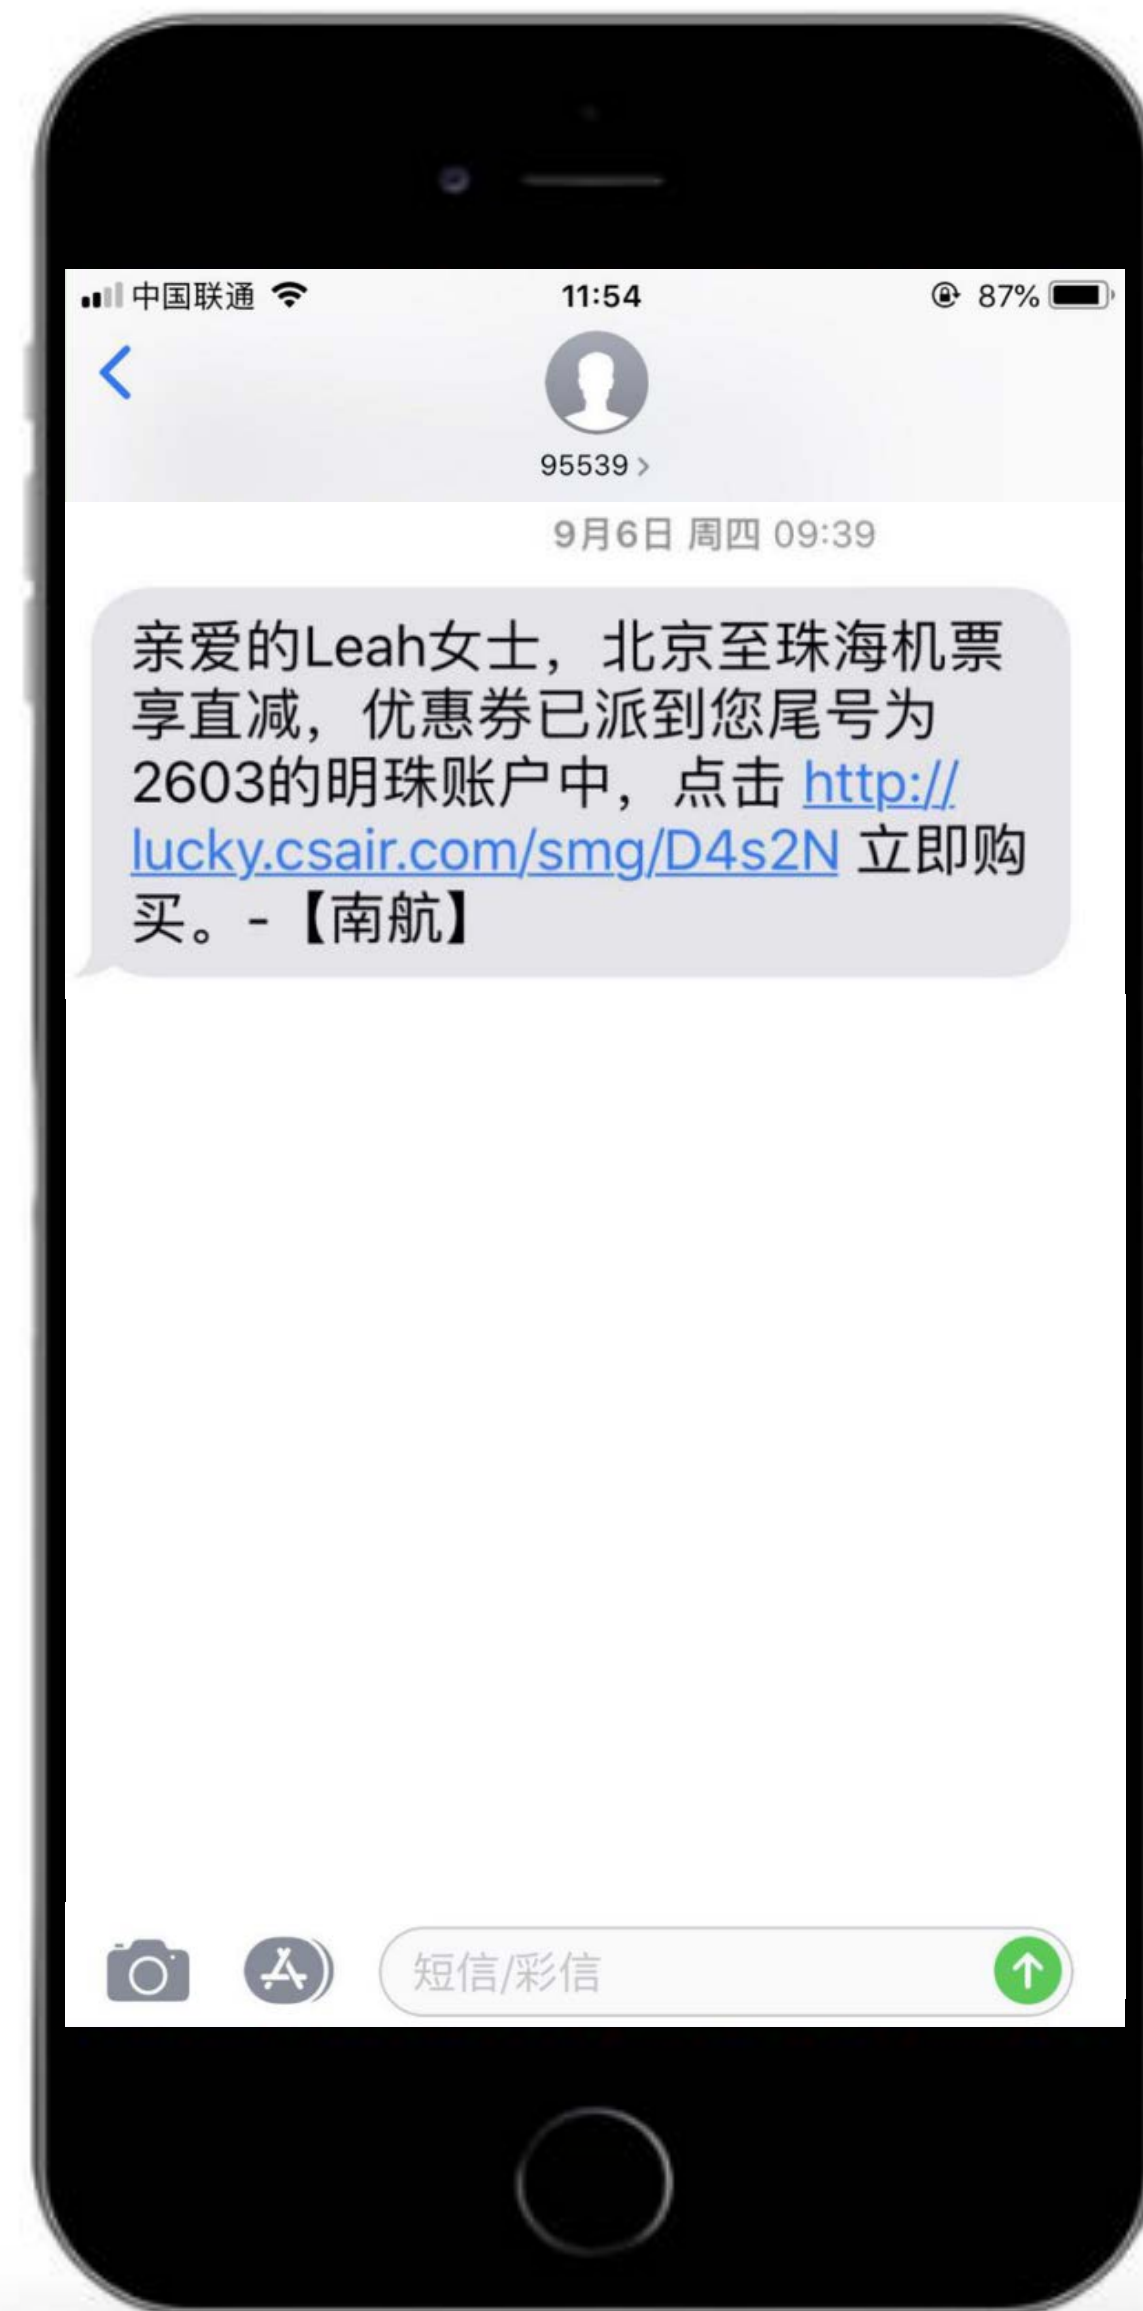 中国联通 11:54 87%
95539
9月6日 周四 09:39
亲爱的Leah女士，北京至珠海机票
享直减，优惠券已派到您尾号为
2603的明珠账户中，点击 http://
lucky.csair.com/smg/D4s2N 立即购
买。-【南航】
短信/彩信